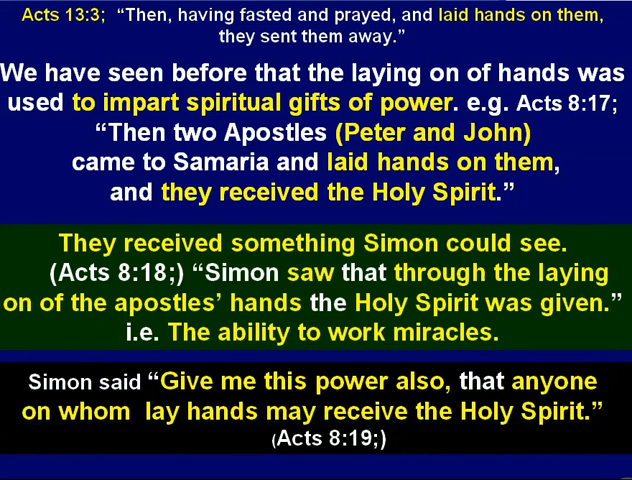 Acts 13:3;  “Then, having fasted and prayed, and laid hands on them,
they sent them away.”
We have seen before that the laying on of hands was
used to impart spiritual gifts of power. e.g. Acts 8:17;
“Then two Apostles (Peter and John)
came to Samaria and laid hands on them,
and they received the Holy Spirit.”
They received something Simon could see.
(Acts 8:18;) “Simon saw that through the laying
on of the apostles’ hands the Holy Spirit was given.”
i.e. The ability to work miracles.
Simon said “Give me this power also, that anyone
on whom  lay hands may receive the Holy Spirit.”
(Acts 8:19;)